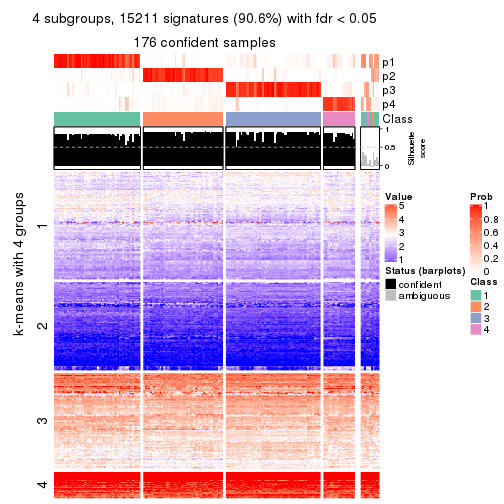 4 subgroups, 15211 signatures (90.6%) with fdr < 0.05
176 confident samples
p1
p2
p3
p4
Class
1
0.5
0
Silhouette
score
k-means with 4 groups
1
2
3
4
Value
5
4
3
2
1
Status (barplots)
confident
ambiguous
Prob
1
0.8
0.6
0.4
0.2
0
Class
1
2
3
4